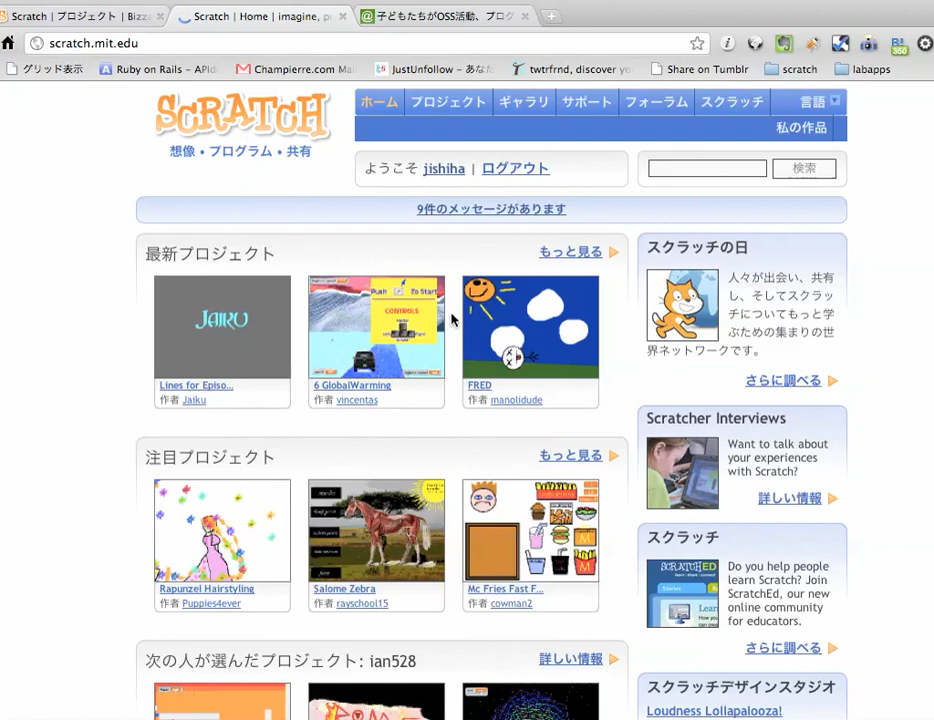 Scratch | プロジェクト | Bizza
Scratch | Home | imagine, pr
子どもたちがOSS活動、プログ
scratch.mit.edu
グリッド表示
Ruby on Rails - APId
Champierre.com Ma
JustUnfollow - あなた
twtrfrnd, discover yo
Share on Tumblr
scratch
labapps
350
SCRATCH
ホーム プロジェクト ギャラリ サポート フォーラム スクラッチ 言語
私の作品
想像 • プログラム • 共有
ようこそ jishiha | ログアウト
検索
9件のメッセージがあります
最新プロジェクト
もっと見る
JAIKU
Push To Start
CONTROLS
Lines for Episo...
作者 Jaiku
6 GlobalWarming
作者 vincentas
FRED
作者 manolidude
スクラッチの日
人々が出会い、共有
し、そしてスクラッ
チについてもっと学
ぶための集まりの世
界ネットワークです。
さらに調べる
Scratcher Interviews
Want to talk about
your experiences
with Scratch?
詳しい情報
注目プロジェクト
もっと見る
Rapunzel Hairstyling
作者 Puppies4ever
Salome Zebra
作者 rayschool15
Mc Fries Fast F...
作者 cowman2
スクラッチ
SCRATCHED
Stories
Lear
Do you help people
learn Scratch? Join
ScratchEd, our new
online community
for educators.
さらに調べる
次の人が選んだプロジェクト: ian528
詳しい情報
スクラッチデザインスタジオ
Loudness Lollapalooza!